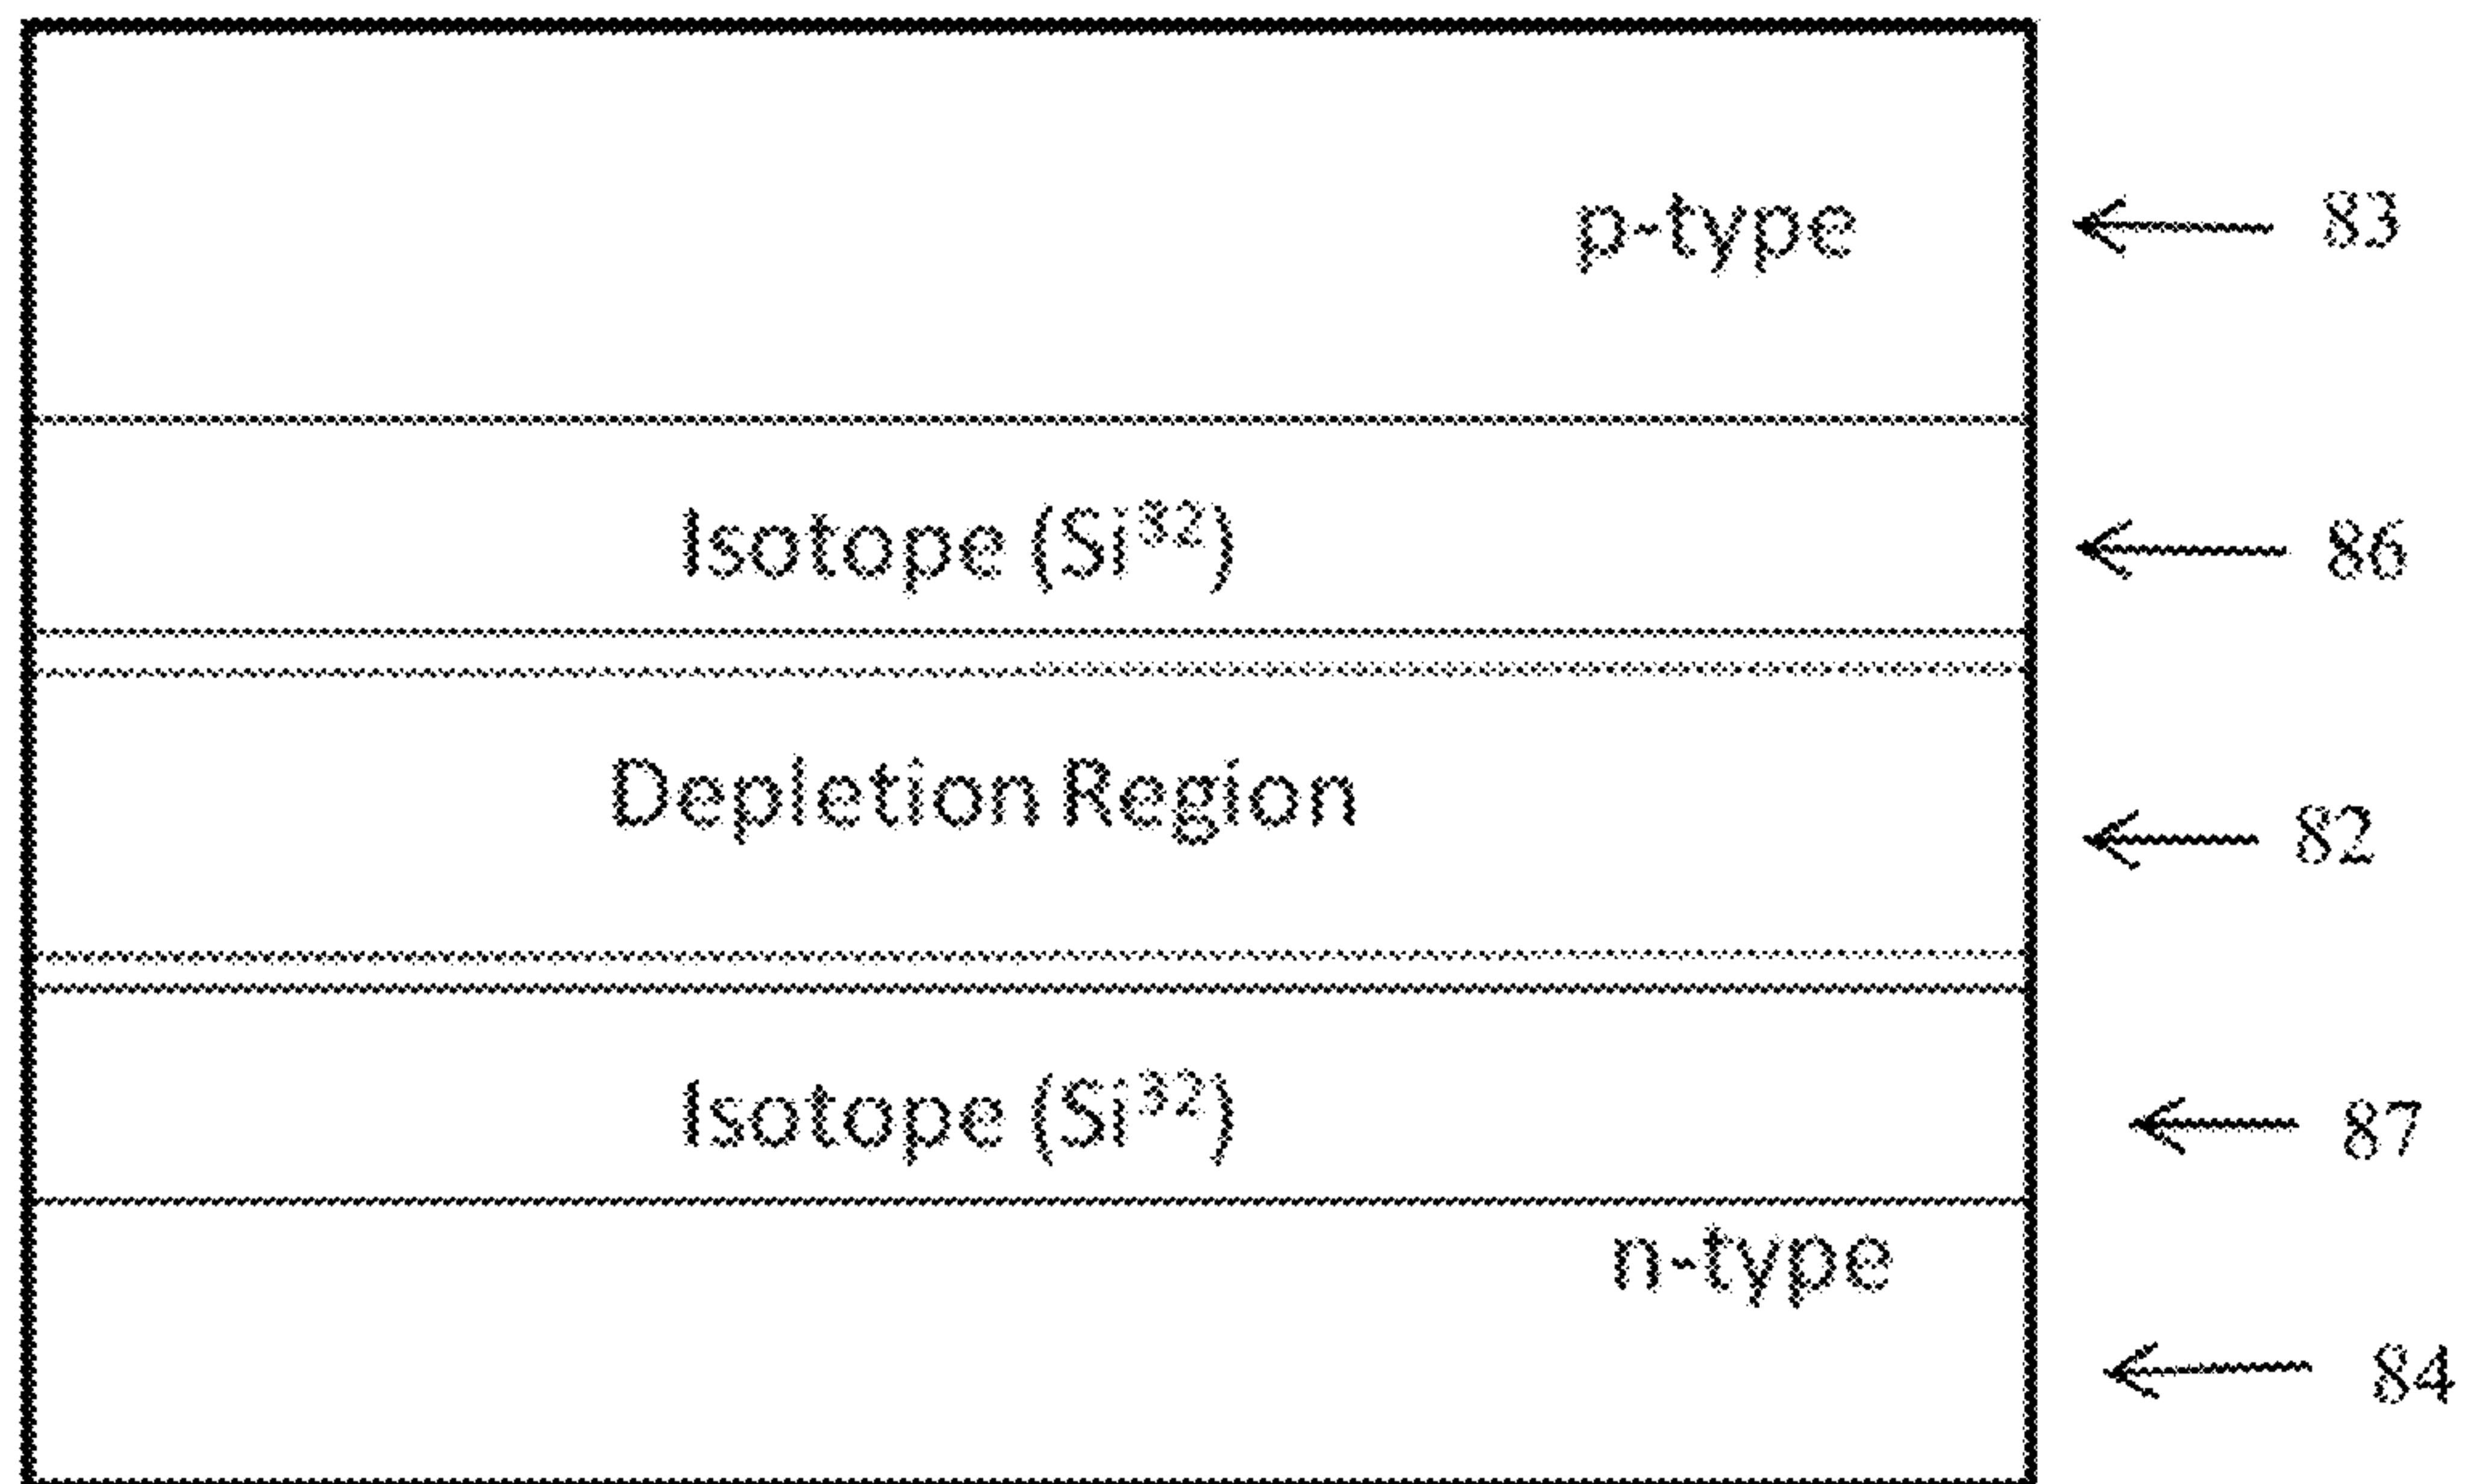 p-type 83
Isotope (Si³²) 86
Depletion Region 82
Isotope (Si³²) 87
n-type
84